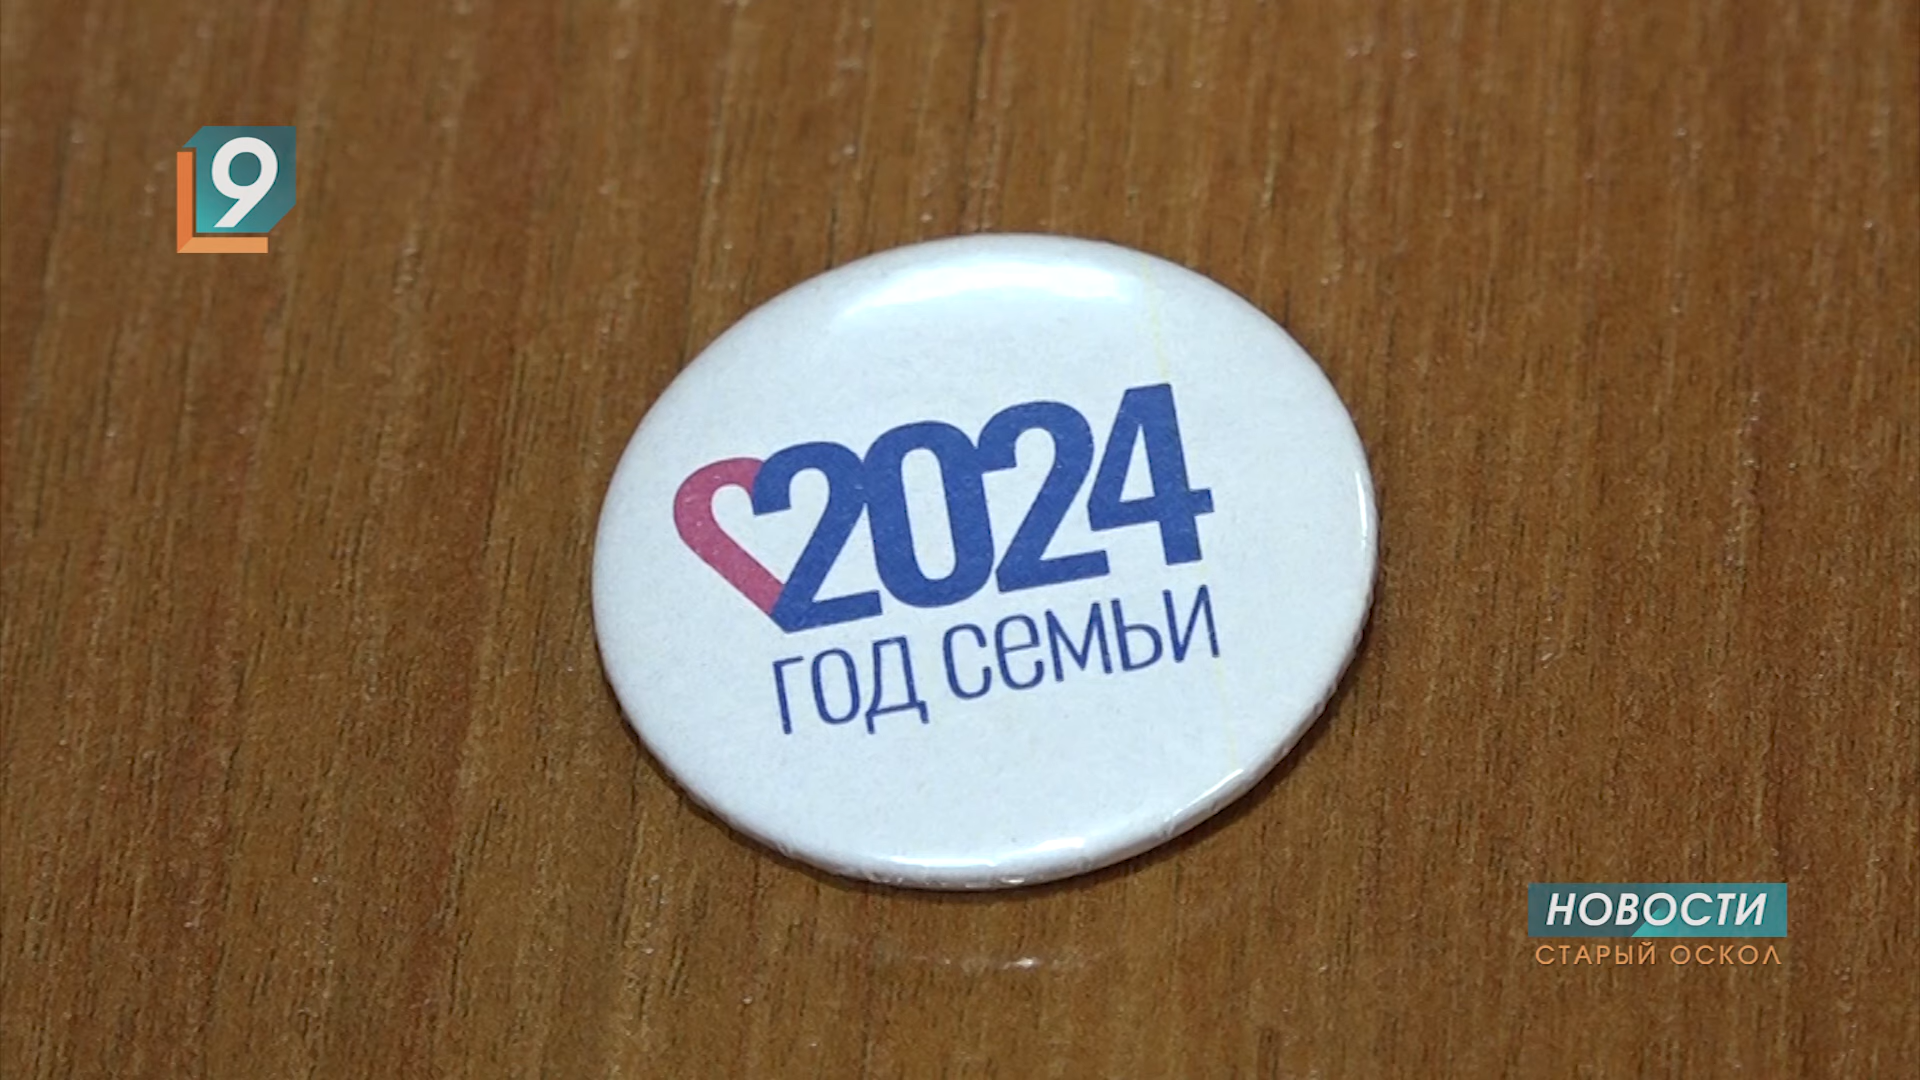 9
2024
год семьи
НОВОСТИ
СТАРЫЙ ОСКОЛ